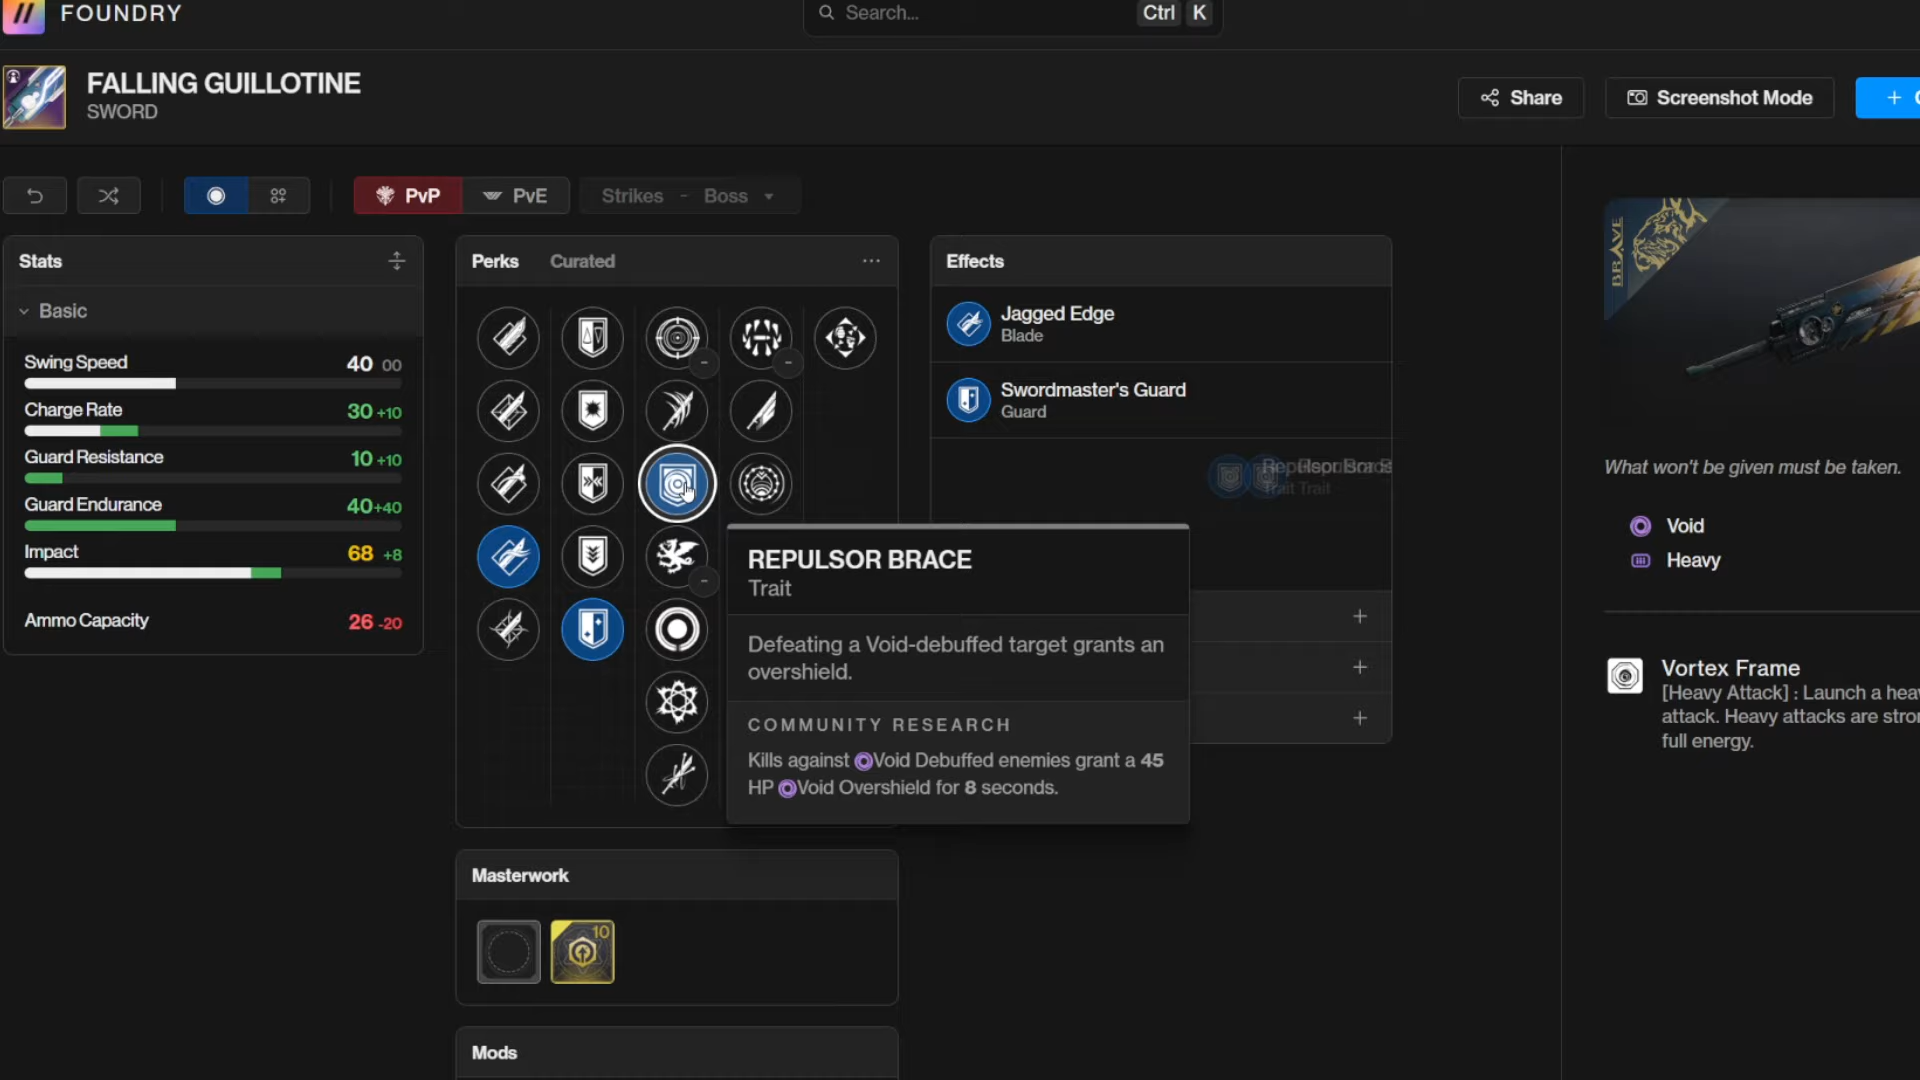 FOUNDRY
Search...
Ctrl K
FALLING GUILLOTINE
SWORD
Share
Screenshot Mode
+
PvP
PvE
Strikes - Boss
Stats
Basic
Swing Speed 40 00
Charge Rate 30 +10
Guard Resistance 10 +10
Guard Endurance 40 +40
Impact 68 +8
Ammo Capacity 26 -20
Perks Curated
Effects
Jagged Edge
Blade
Swordmaster's Guard
Guard
REPULSOR BRACE
Trait
Defeating a Void-debuffed target grants an
overshield.
COMMUNITY RESEARCH
Kills against Void Debuffed enemies grant a 45
HP Void Overshield for 8 seconds.
Masterwork
10
Mods
BRAVE
What won't be given must be taken.
Void
Heavy
Vortex Frame
[Heavy Attack] : Launch a
attack. Heavy attacks are
full energy.